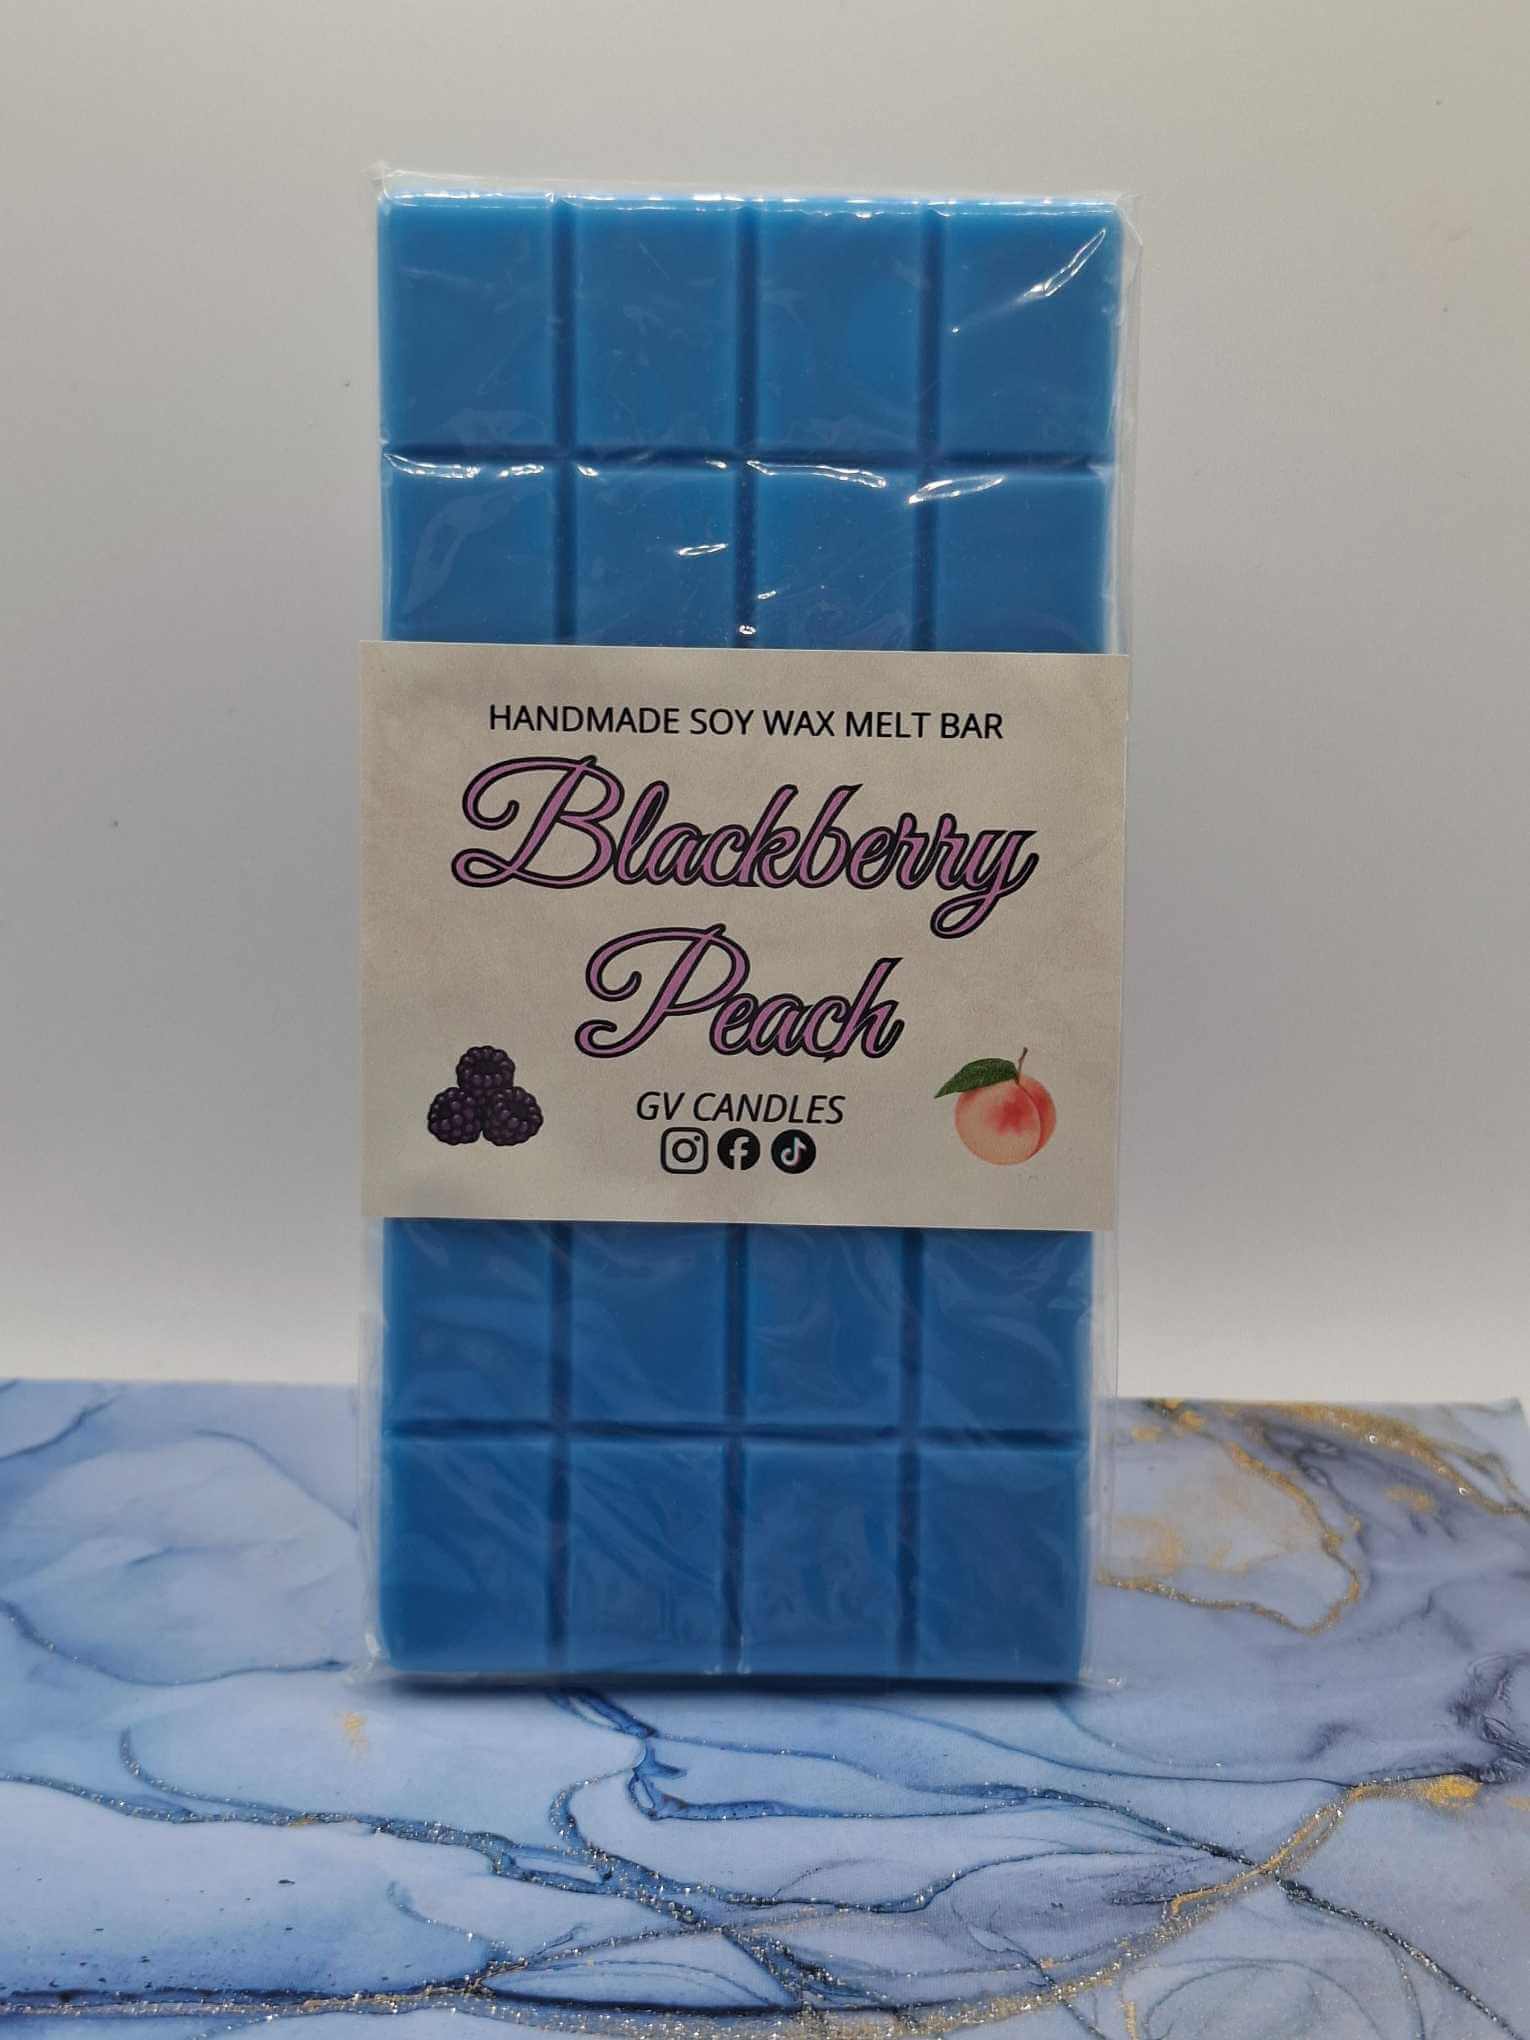 HANDMADE SOY WAX MELT BAR
Blackberry
Peach
GV CANDLES